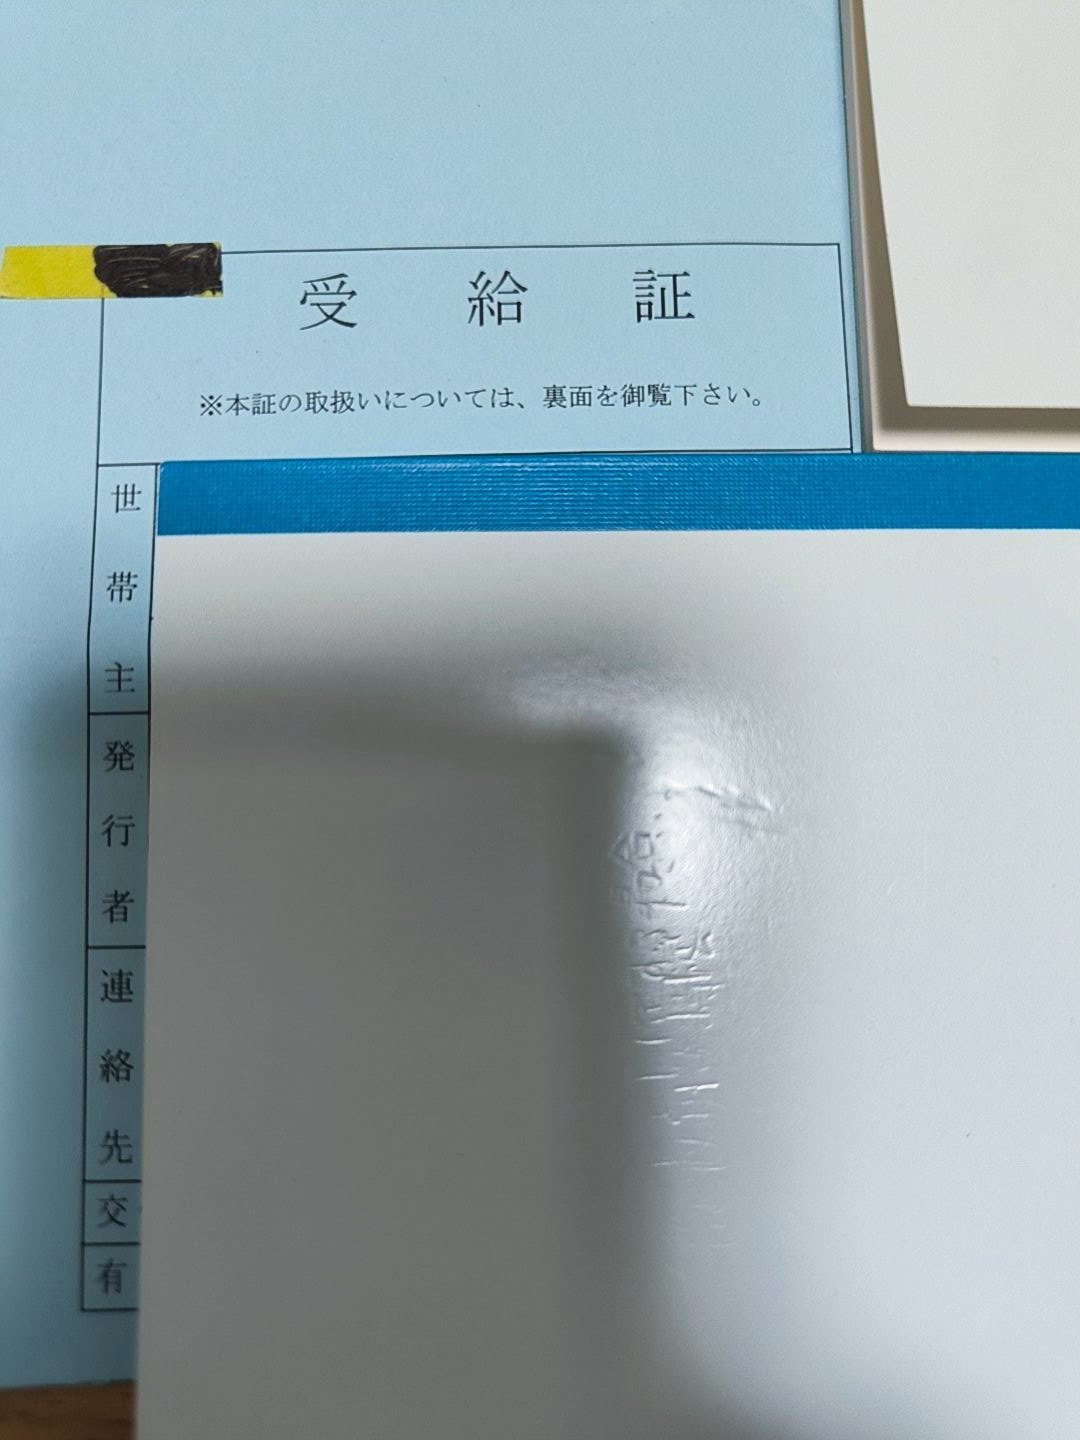 受給証
※本証の取扱いについては、裏面を御覧下さい。
世帯主
発行者
連絡先
交
有